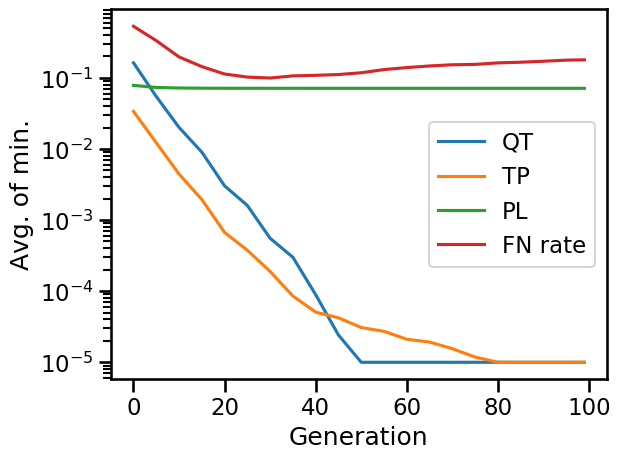 Avg. of min.
10⁻¹
10⁻²
10⁻³
10⁻⁴
10⁻⁵
QT
TP
PL
FN rate
0 20 40 60 80 100
Generation